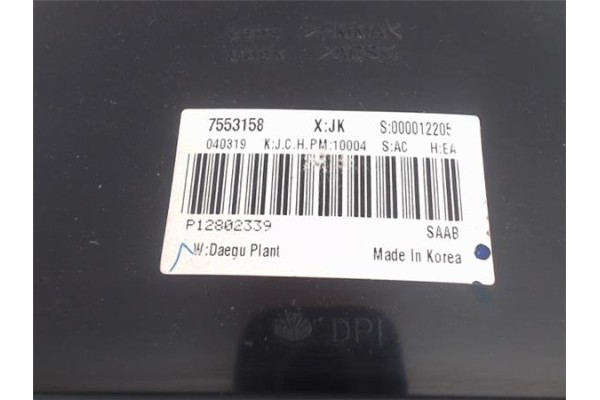 7553158 X:JK S:000012205
040319 K:J.C.H.PM:10004 S:AC H:EA
P12802339 SAAB
W:Daegu Plant Made In Korea
DPI